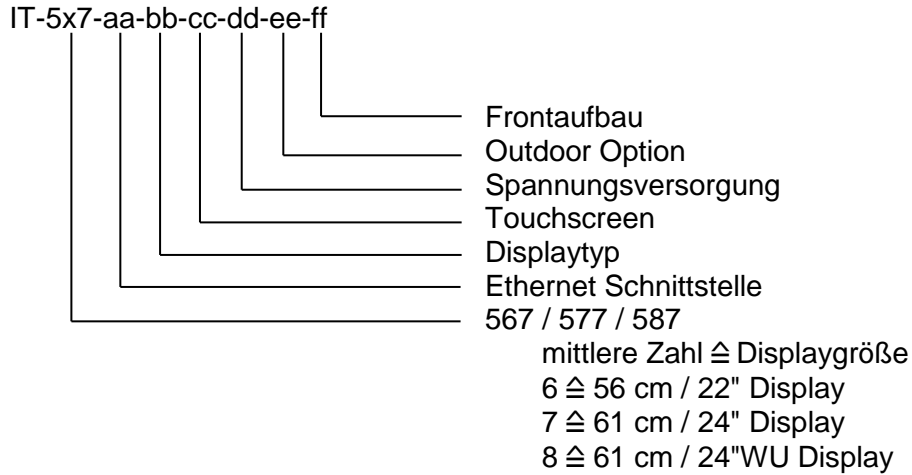 IT-5x7-aa-bb-cc-dd-ee-ff
Frontaufbau
Outdoor Option
Spannungsversorgung
Touchscreen
Displaytyp
Ethernet Schnittstelle
567 / 577 / 587
mittlere Zahl ≙ Displaygröße
6 ≙ 56 cm / 22" Display
7 ≙ 61 cm / 24" Display
8 ≙ 61 cm / 24"WU Display